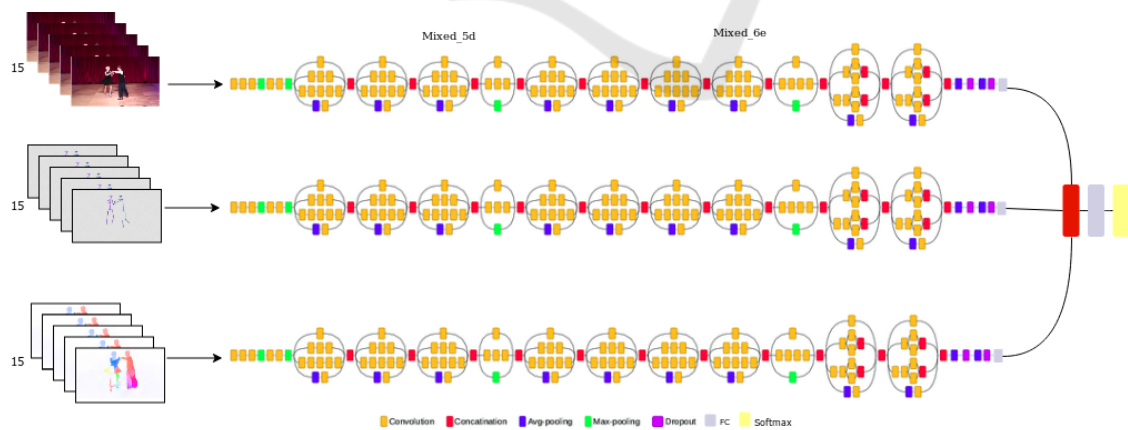 Mixed_5d
Mixed_6e
15
15
15
Convolution Concatination Avg-pooling Max-pooling Dropout FC Softmax